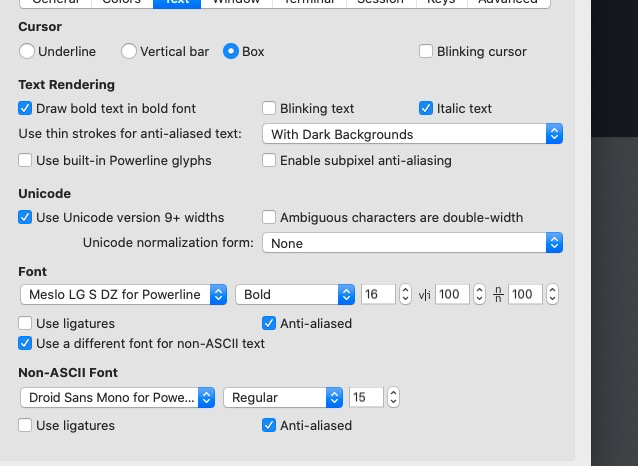 General Colors Text Window Terminal Session Keys Advanced
Cursor
Underline Vertical bar Box Blinking cursor
Text Rendering
Draw bold text in bold font Blinking text Italic text
Use thin strokes for anti-aliased text: With Dark Backgrounds
Use built-in Powerline glyphs Enable subpixel anti-aliasing
Unicode
Use Unicode version 9+ widths Ambiguous characters are double-width
Unicode normalization form: None
Font
Meslo LG S DZ for Powerline Bold 16 v|i 100 n/n 100
Use ligatures Anti-aliased
Use a different font for non-ASCII text
Non-ASCII Font
Droid Sans Mono for Powe... Regular 15
Use ligatures Anti-aliased